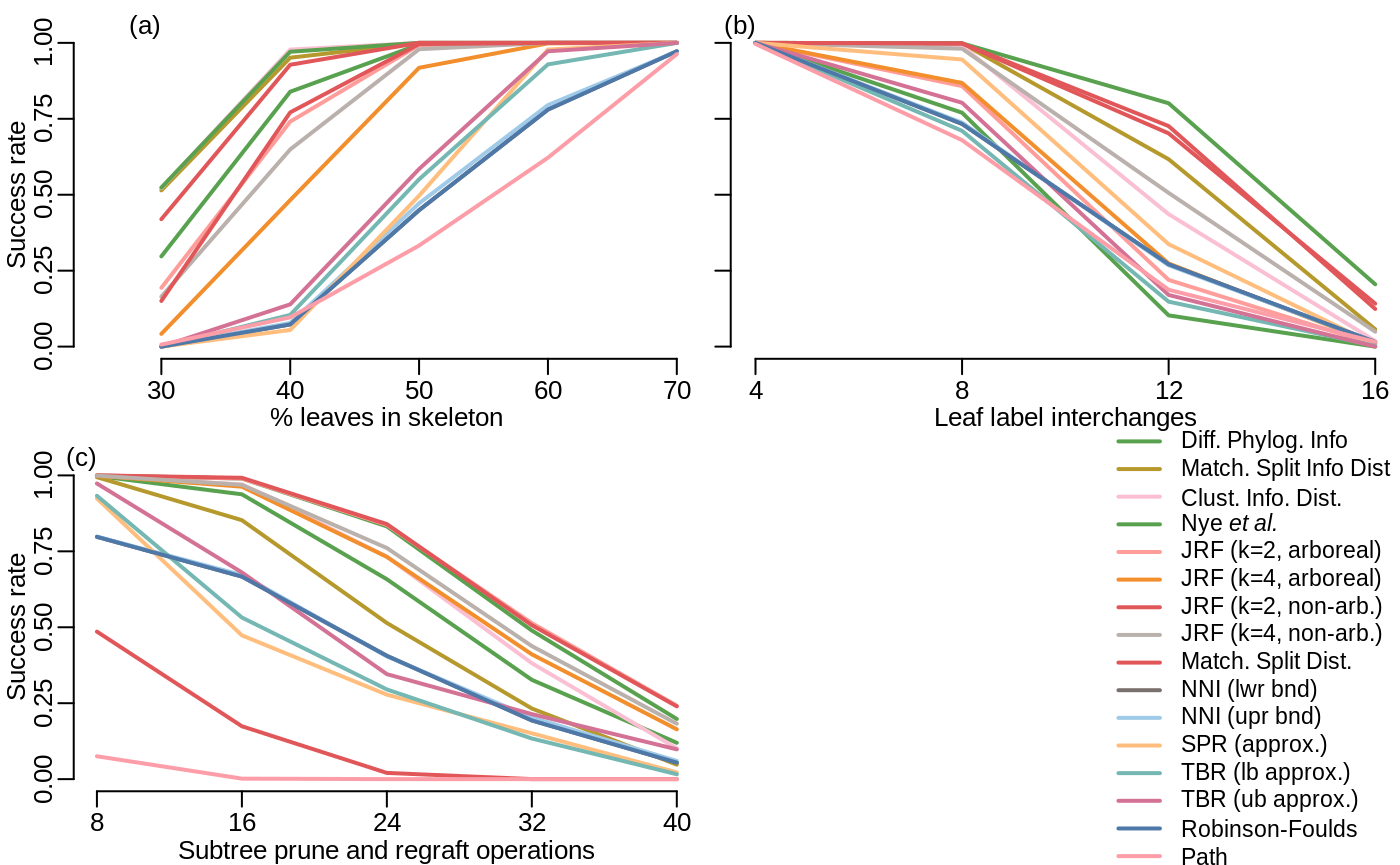 (a)
Success rate
0.00 0.25 0.50 0.75 1.00
30 40 50 60 70
% leaves in skeleton
(b)
4 8 12 16
Leaf label interchanges
(c)
Success rate
0.00 0.25 0.50 0.75 1.00
8 16 24 32 40
Subtree prune and regraft operations
Diff. Phylog. Info
Match. Split Info Dist
Clust. Info. Dist.
Nye et al.
JRF (k=2, arboreal)
JRF (k=4, arboreal)
JRF (k=2, non-arb.)
JRF (k=4, non-arb.)
Match. Split Dist.
NNI (lwr bnd)
NNI (upr bnd)
SPR (approx.)
TBR (lb approx.)
TBR (ub approx.)
Robinson-Foulds
Path